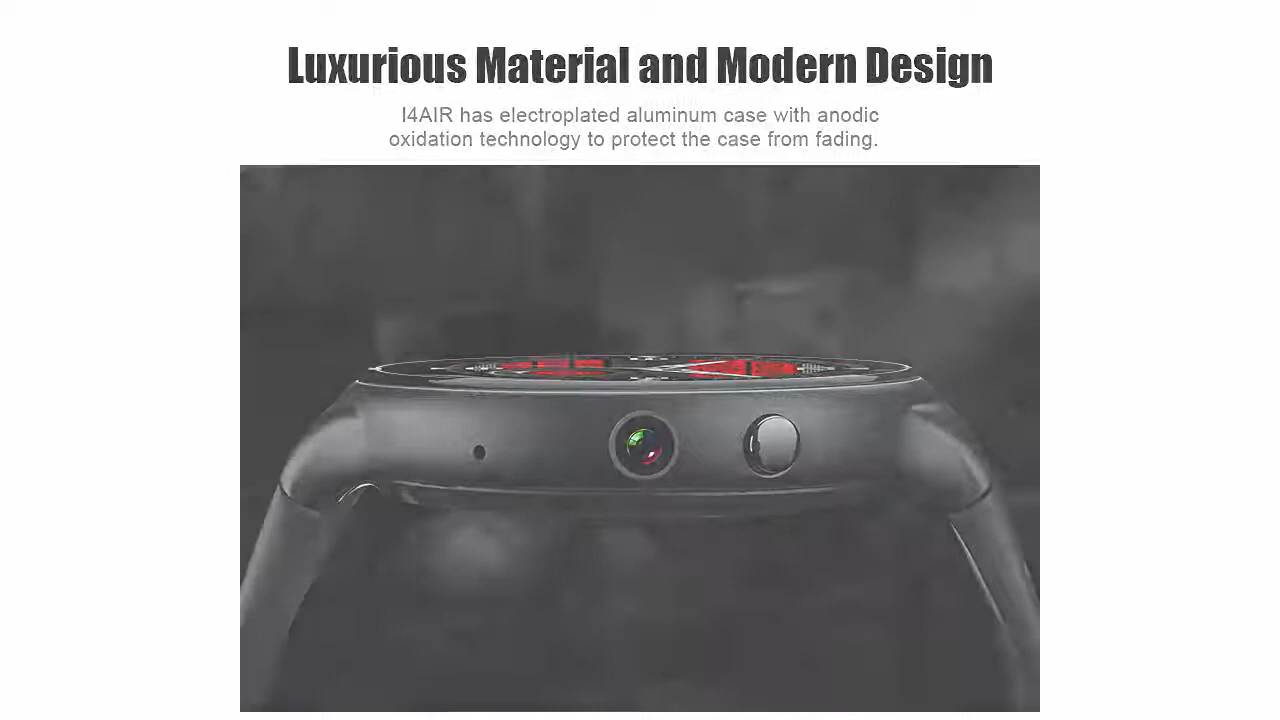 Luxurious Material and Modern Design
I4AIR has electroplated aluminum case with anodic
oxidation technology to protect the case from fading.